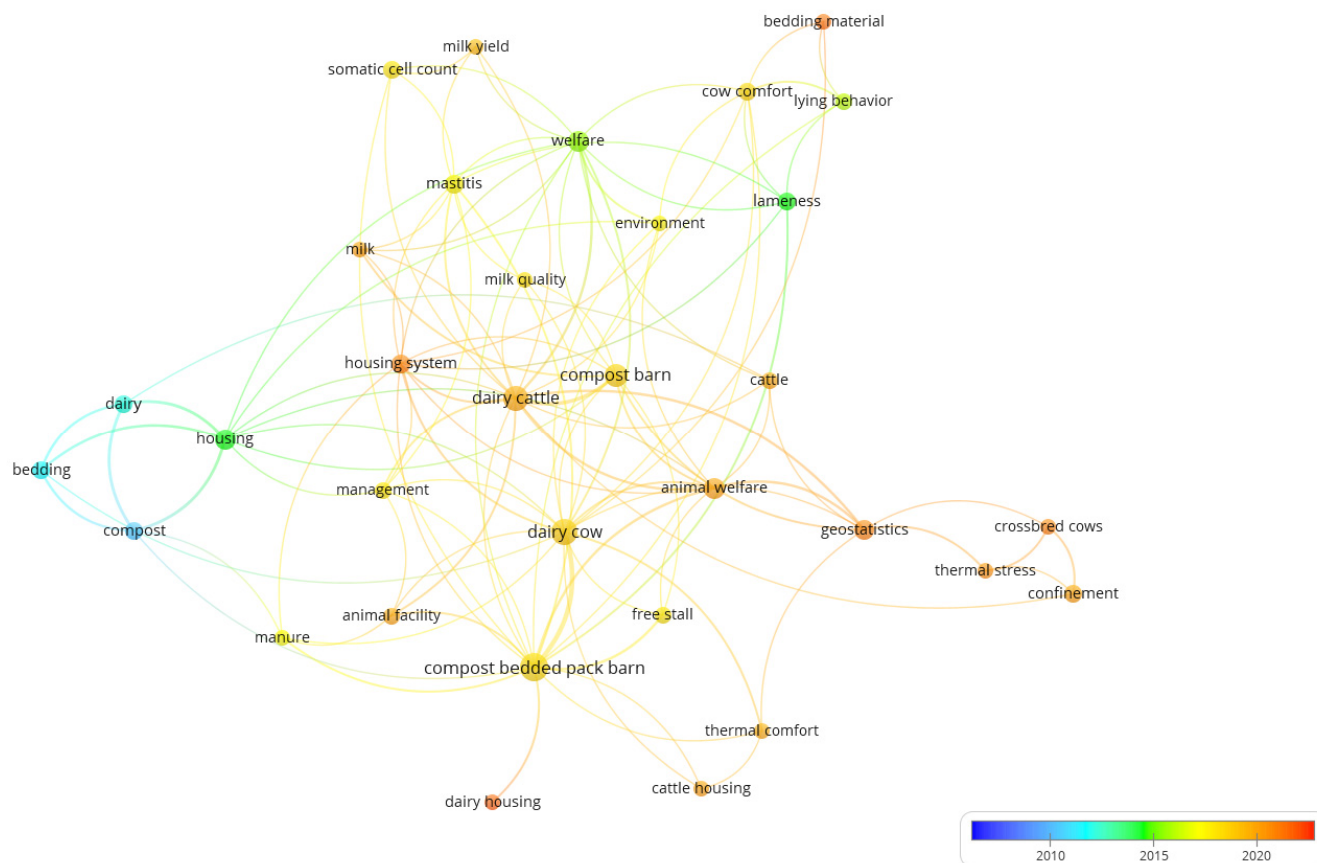 bedding material
milk yield
somatic cell count
cow comfort
lying behavior
welfare
mastitis
lameness
environment
milk
milk quality
housing system
compost barn
cattle
dairy cattle
dairy
housing
bedding
management
animal welfare
compost
dairy cow
geostatistics
crossbred cows
thermal stress
confinement
animal facility
free stall
manure
compost bedded pack barn
thermal comfort
cattle housing
dairy housing
2010 2015 2020